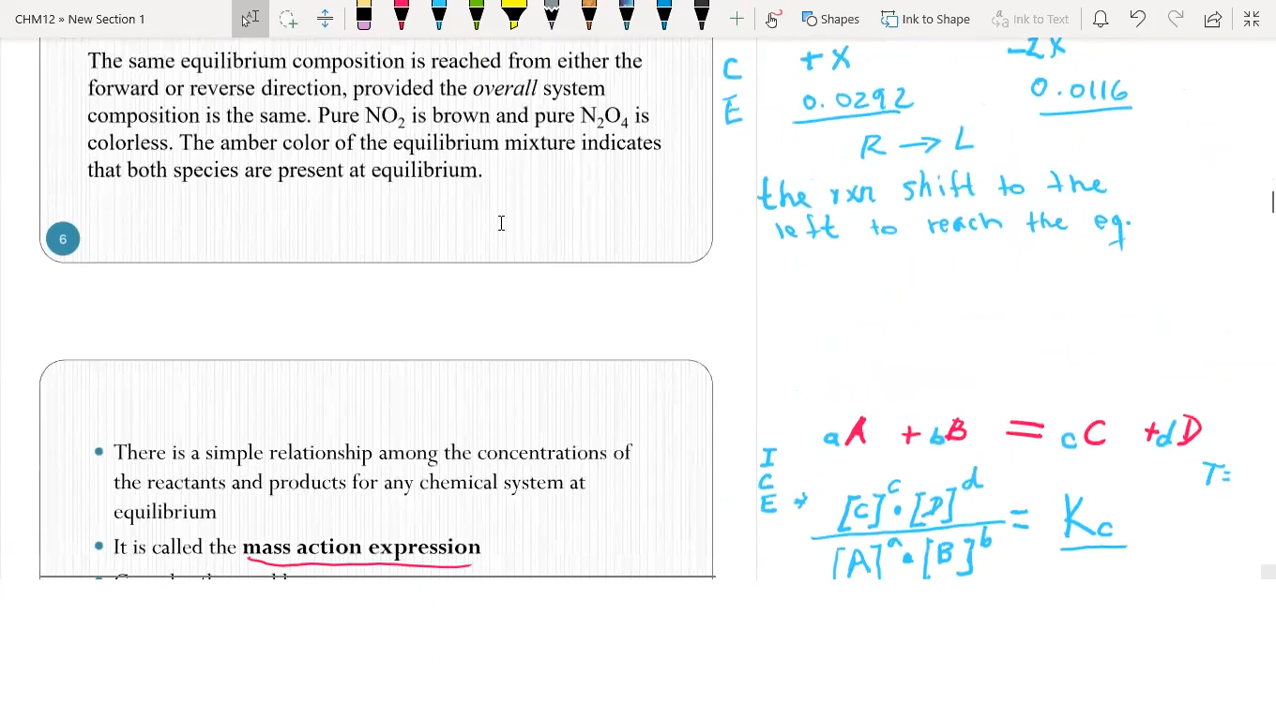 CHM12 » New Section 1
Shapes
Ink to Shape
Ink to Text
The same equilibrium composition is reached from either the
forward or reverse direction, provided the overall system
composition is the same. Pure NO₂ is brown and pure N₂O₄ is
colorless. The amber color of the equilibrium mixture indicates
that both species are present at equilibrium.
6
C +X -2X
E 0.0292 0.0116
R → L
the rxn shift to the
left to reach the eq.
There is a simple relationship among the concentrations of
the reactants and products for any chemical system at
equilibrium
It is called the mass action expression
aA + bB = cC + dD
T=
I
C
E → [C]ᶜ · [D]ᵈ = Kc
[A]ᵃ · [B]ᵇ